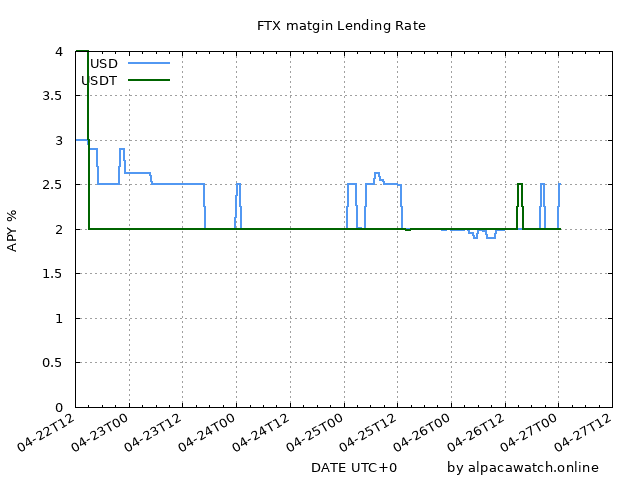 FTX matgin Lending Rate
USD
USDT
4
3.5
3
2.5
2
1.5
1
0.5
0
APY %
04-22T12
04-23T00
04-23T12
04-24T00
04-24T12
04-25T00
04-25T12
04-26T00
04-26T12
04-27T00
04-27T12
DATE UTC+0
by alpacawatch.online